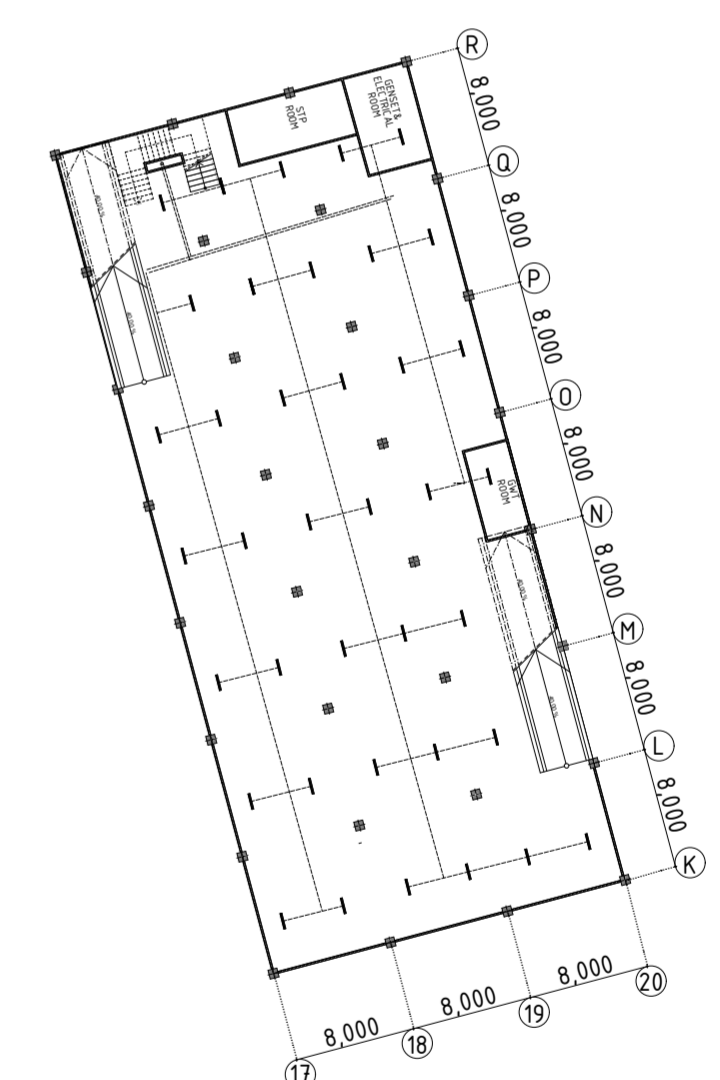 R
8,000
GENSET &
ELECTRICAL
ROOM
STP
ROOM
Q
8,000
P
8,000
O
8,000
GWT
ROOM
N
8,000
M
8,000
L
8,000
K
8,000
8,000
8,000
20
19
18
17